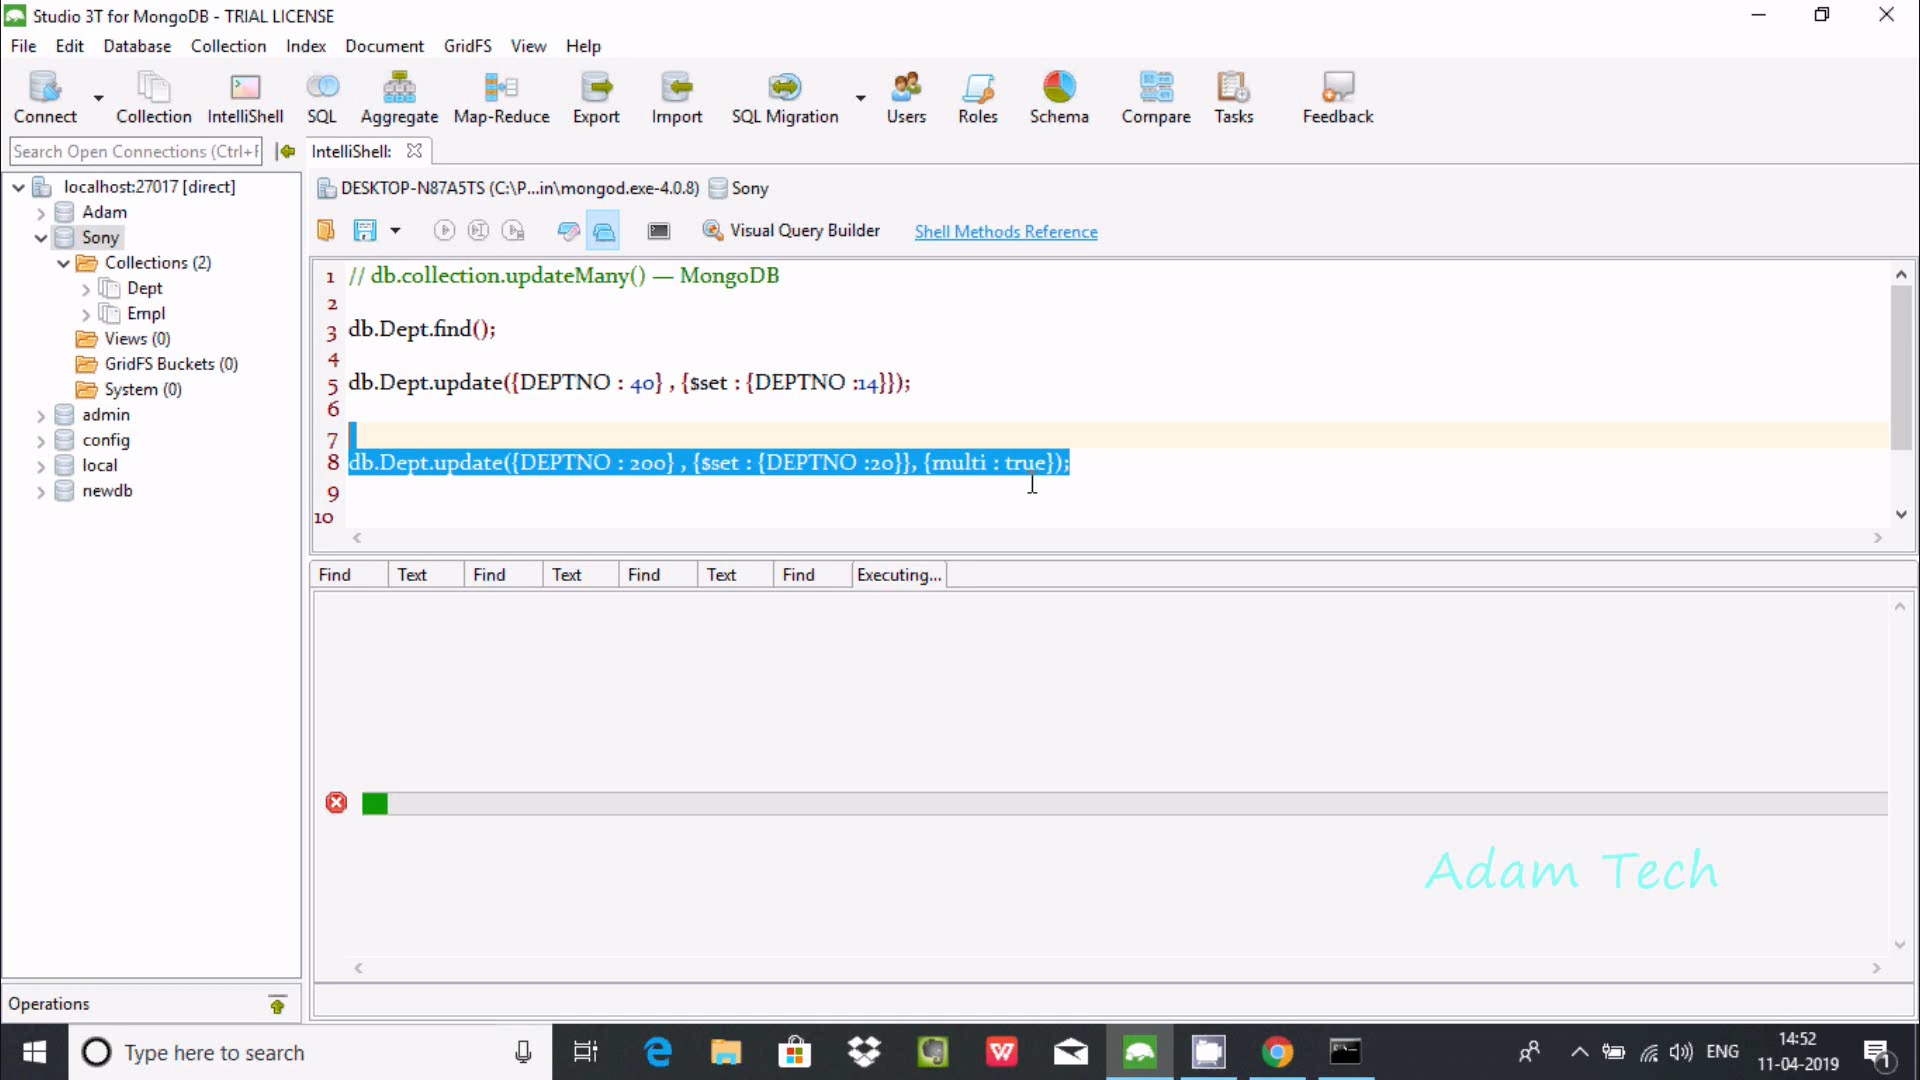 Studio 3T for MongoDB - TRIAL LICENSE
File Edit Database Collection Index Document GridFS View Help
Connect Collection IntelliShell SQL Aggregate Map-Reduce Export Import SQL Migration Users Roles Schema Compare Tasks Feedback
Search Open Connections (Ctrl+F
IntelliShell:
localhost:27017 [direct]
Adam
Sony
Collections (2)
Dept
Empl
Views (0)
GridFS Buckets (0)
System (0)
admin
config
local
newdb
Operations
DESKTOP-N87A5TS (C:\P...in\mongod.exe-4.0.8) Sony
Visual Query Builder Shell Methods Reference
1 // db.collection.updateMany() — MongoDB
2
3 db.Dept.find();
4
5 db.Dept.update({DEPTNO : 40} , {$set : {DEPTNO :14}});
6
7
8 db.Dept.update({DEPTNO : 200} , {$set : {DEPTNO :20}}, {multi : true});
9
10
Find Text Find Text Find Text Find Executing...
Adam Tech
Type here to search
ENG
14:52
11-04-2019
1